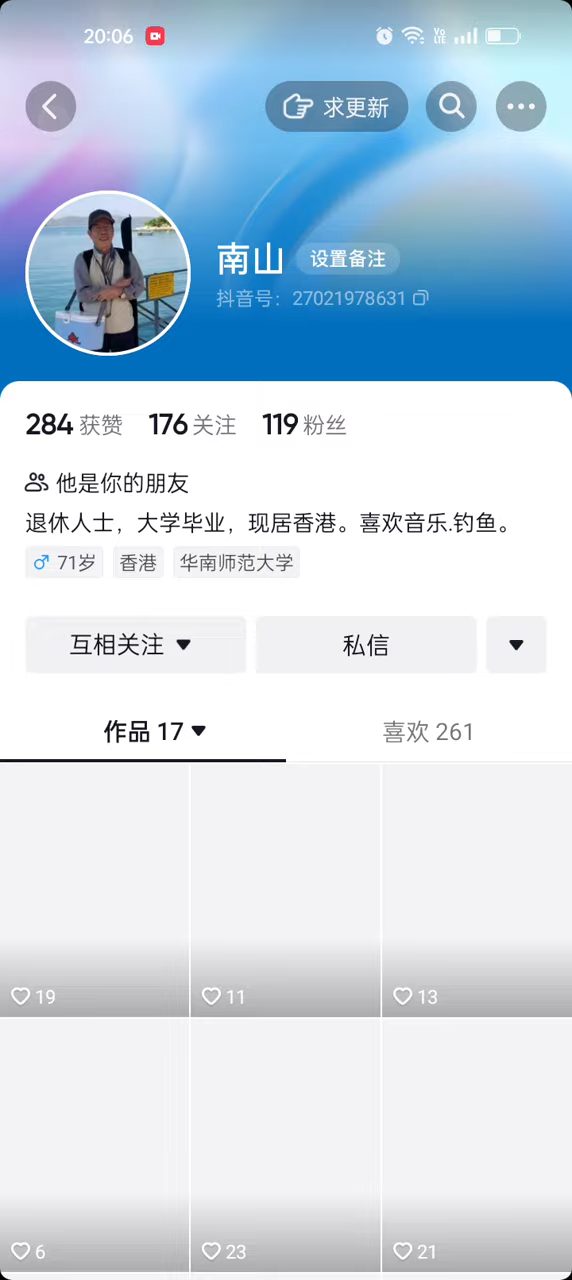 20:06
求更新
南山 设置备注
抖音号：27021978631
284 获赞 176 关注 119 粉丝
他是你的朋友
退休人士，大学毕业，现居香港。喜欢音乐.钓鱼。
♂ 71岁 香港 华南师范大学
互相关注 ▼ 私信 ▼
作品 17 ▼ 喜欢 261
19 11 13
6 23 21